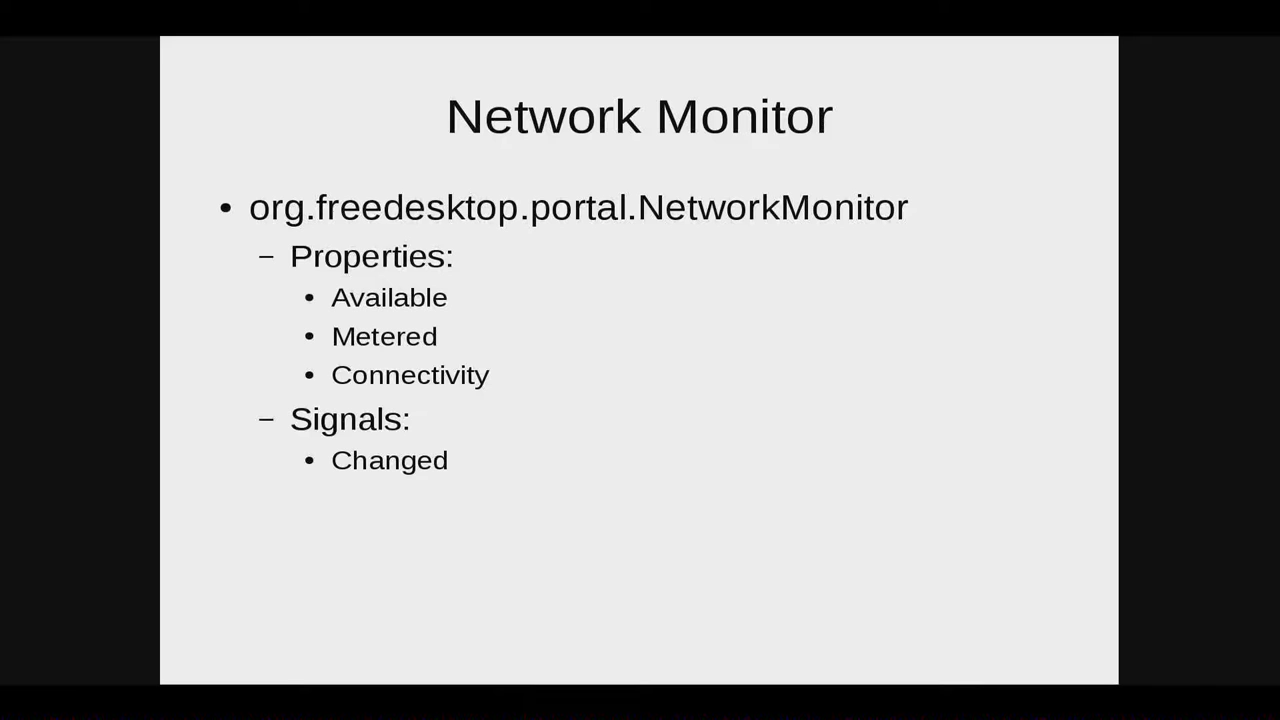 Network Monitor
• org.freedesktop.portal.NetworkMonitor
– Properties:
• Available
• Metered
• Connectivity
– Signals:
• Changed